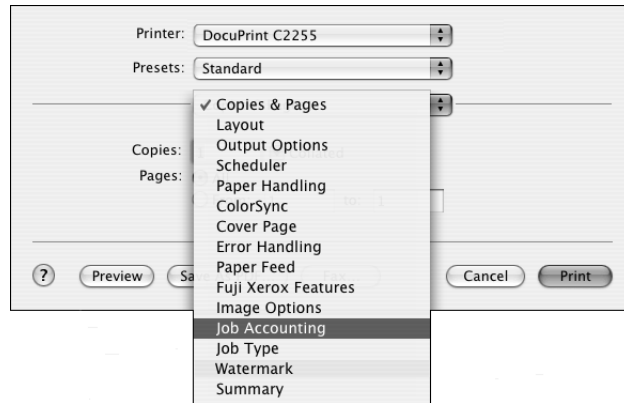 Printer: DocuPrint C2255
Presets: Standard
✓ Copies & Pages
Layout
Copies: Output Options
Scheduler
Pages: Paper Handling
to: 1
ColorSync
Cover Page
Error Handling
Paper Feed
? Preview Cancel Print
Fuji Xerox Features
Image Options
Job Accounting
Job Type
Watermark
Summary